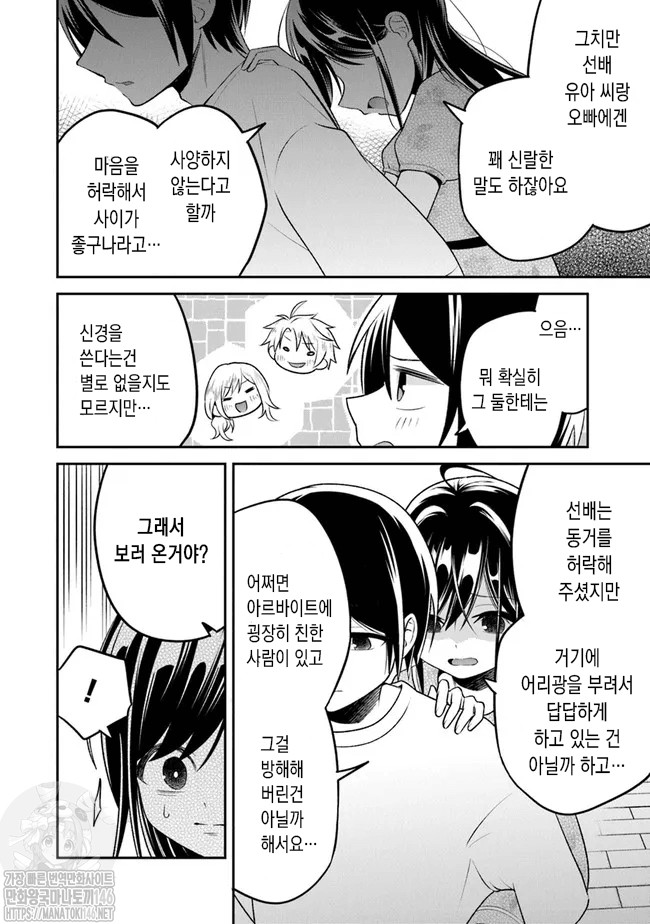 그치만
선배
유아 씨랑
오빠에겐
꽤 신랄한
말도 하잖아요
사양하지
않는다고
할까
마음을
허락해서
사이가
좋구나라고…
으음…
뭐 확실히
그 둘한테는
신경을
쓴다는건
별로 없을지도
모르지만…
선배는
동거를
허락해
주셨지만
거기에
어리광을 부려서
답답하게
하고 있는 건
아닐까 하고…
어쩌면
아르바이트에
굉장히 친한
사람이 있고
그걸
방해해
버린건
아닐까
해서요…
그래서
보러 온거야?
!
가장 빠른 번역만화사이트
만화왕국마나토끼146
HTTPS://MANATOKI146.NET/